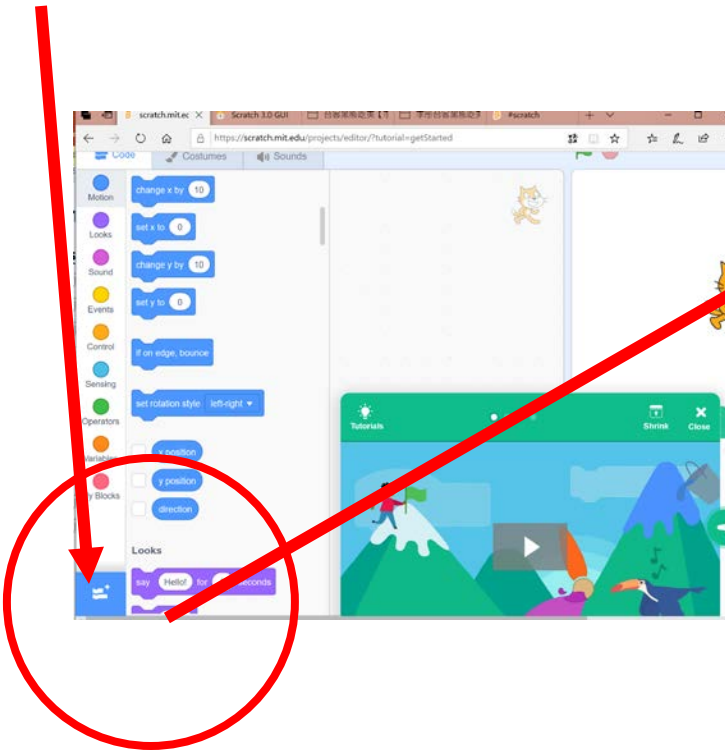 scratch.mit.ec
Scratch 3.0 GUI
#scratch
https://scratch.mit.edu/projects/editor/?tutorial=getStarted
Code
Costumes
Sounds
Motion
Looks
Sound
Events
Control
Sensing
Operators
Variables
y Blocks
change x by 10
set x to 0
change y by 10
set y to 0
if on edge, bounce
set rotation style left-right
x position
y position
direction
Looks
say Hello! for seconds
Tutorials
Shrink
Close